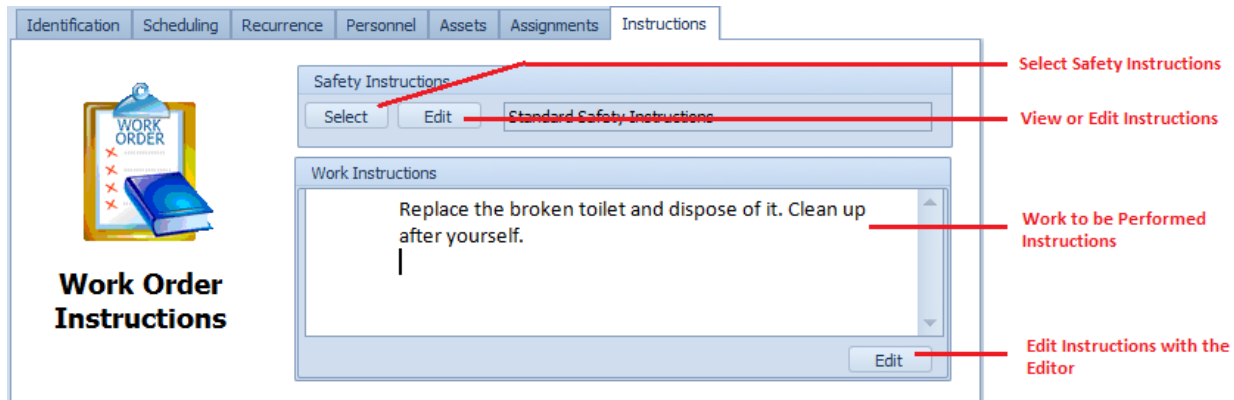 Identification Scheduling Recurrence Personnel Assets Assignments Instructions
Safety Instructions
Select Safety Instructions
Select Edit Standard Safety Instructions
View or Edit Instructions
WORK
ORDER
Work Instructions
Replace the broken toilet and dispose of it. Clean up
after yourself.
Work to be Performed
Instructions
Work Order
Instructions
Edit
Edit Instructions with the
Editor